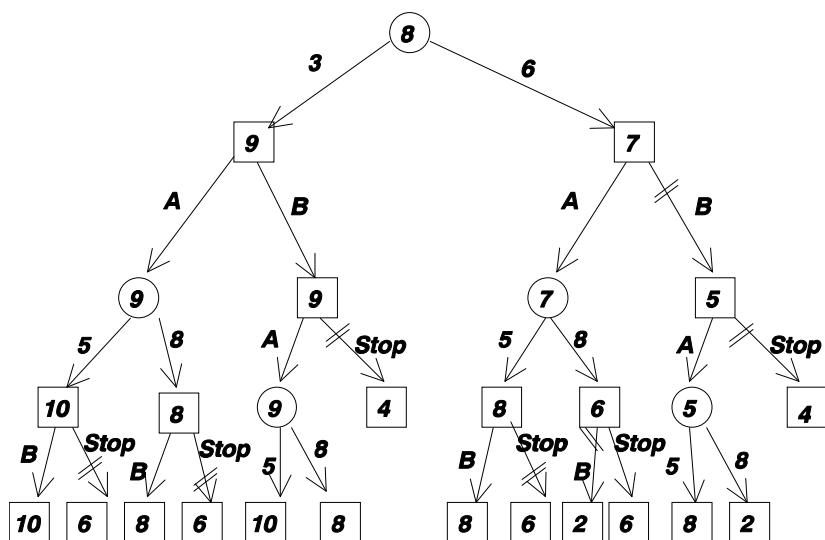 8
3 6
9 7
A B A B
9 9 7 5
5 8 A Stop 5 8 A Stop
10 8 9 4 8 6 5 4
B Stop B Stop 5 8 B Stop B Stop 5 8
10 6 8 6 10 8 8 6 2 6 8 2